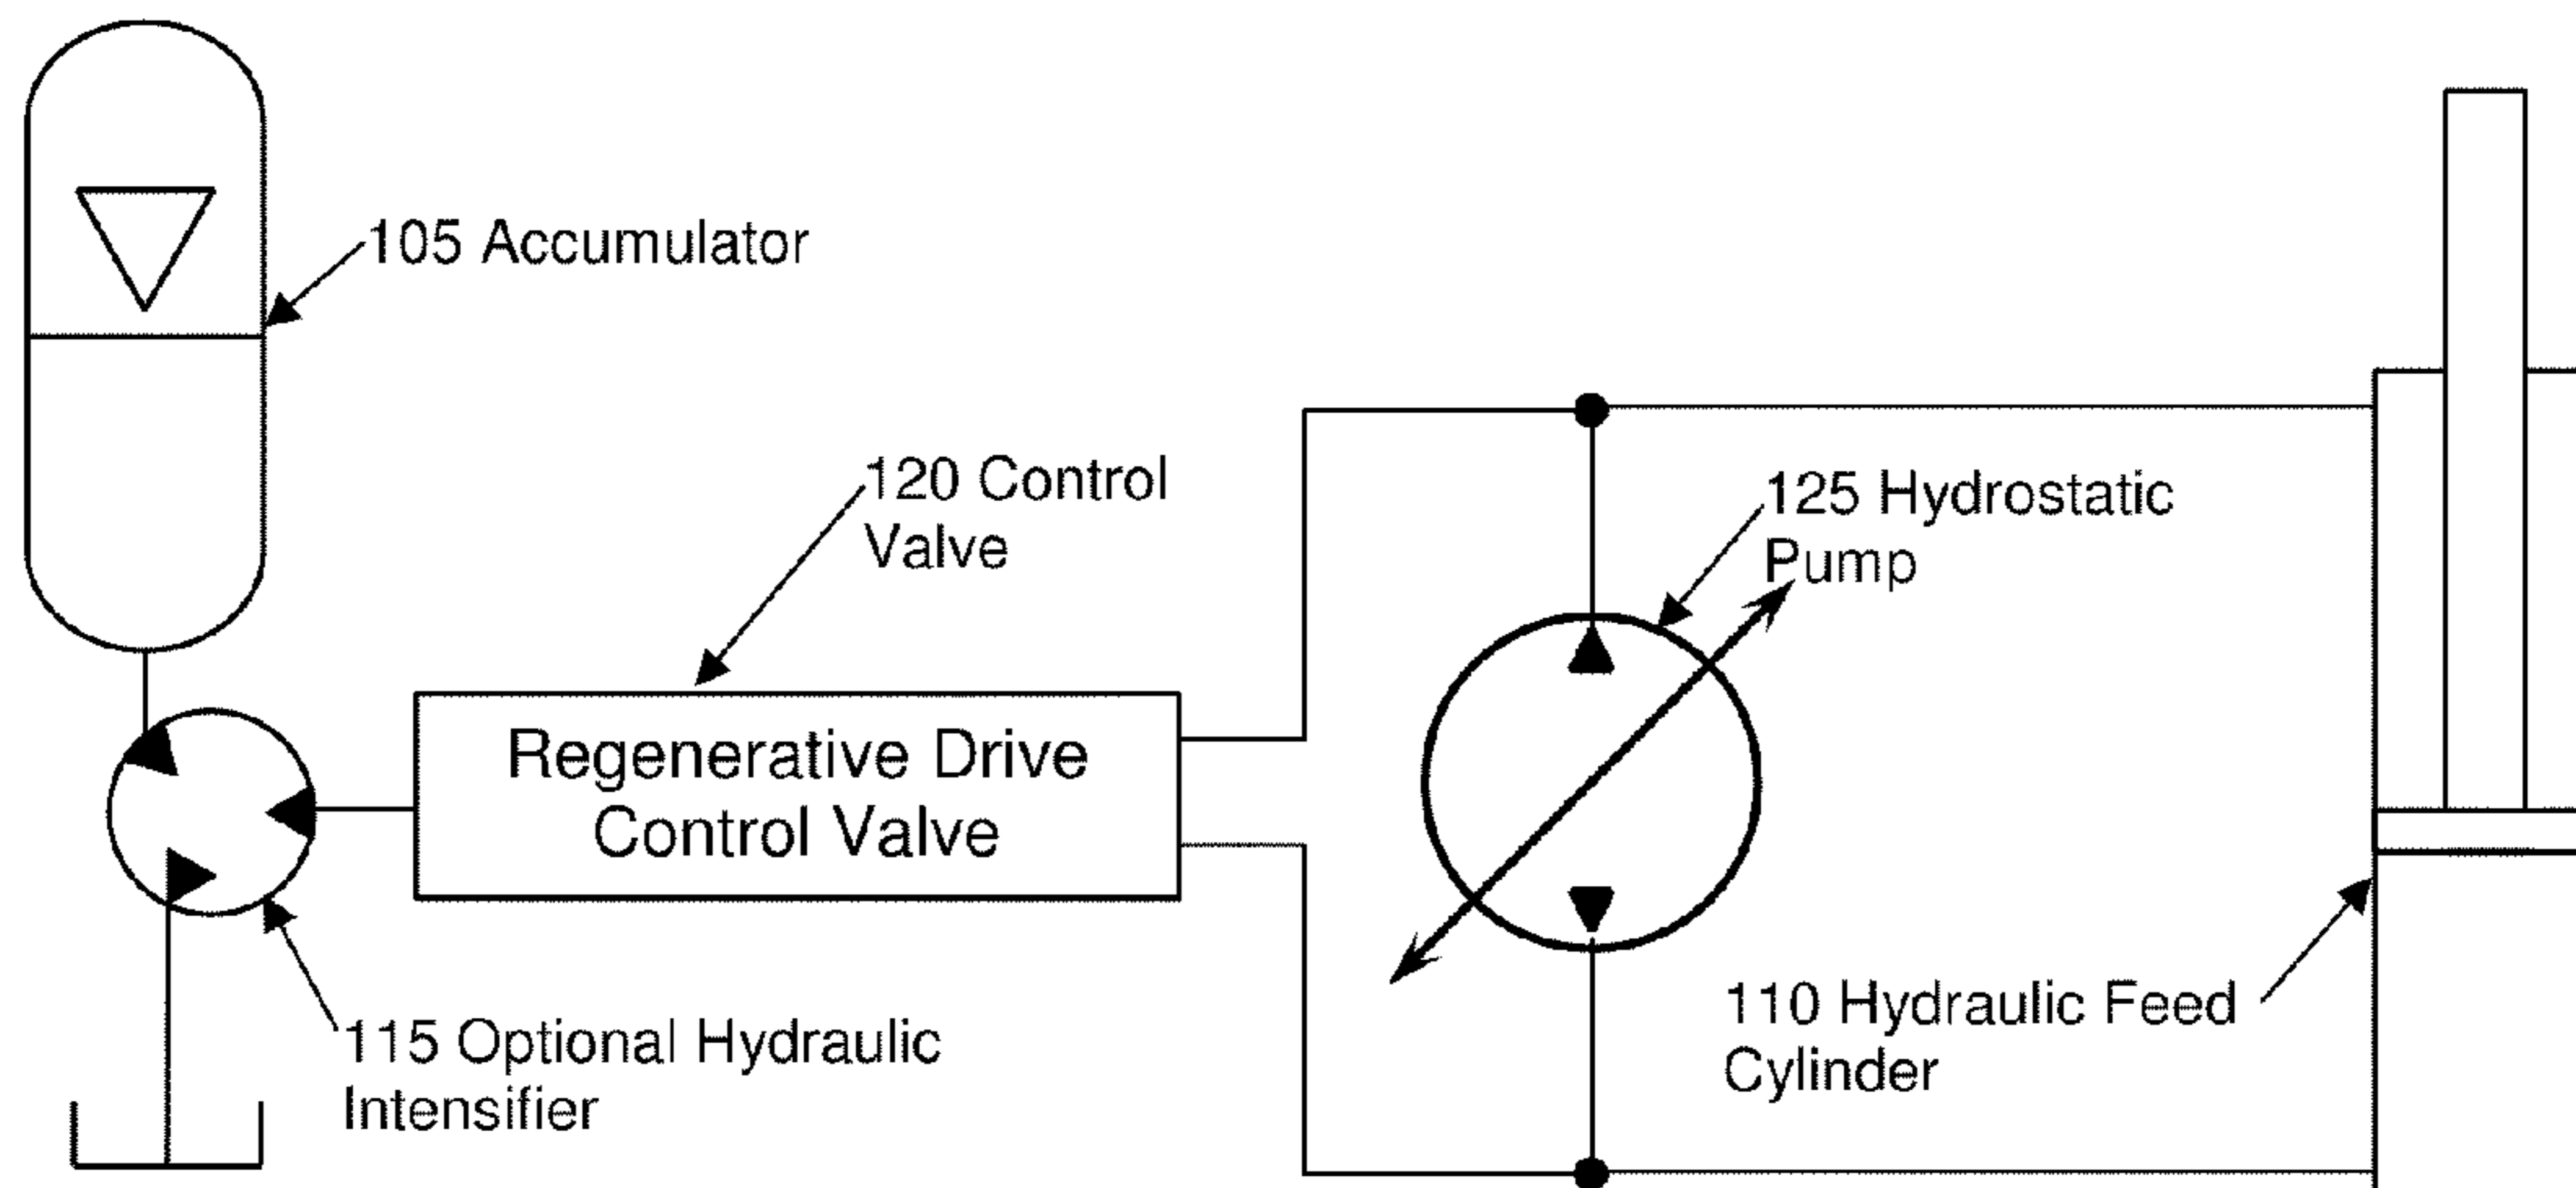 105 Accumulator
120 Control
Valve
125 Hydrostatic
Pump
Regenerative Drive
Control Valve
110 Hydraulic Feed
Cylinder
115 Optional Hydraulic
Intensifier